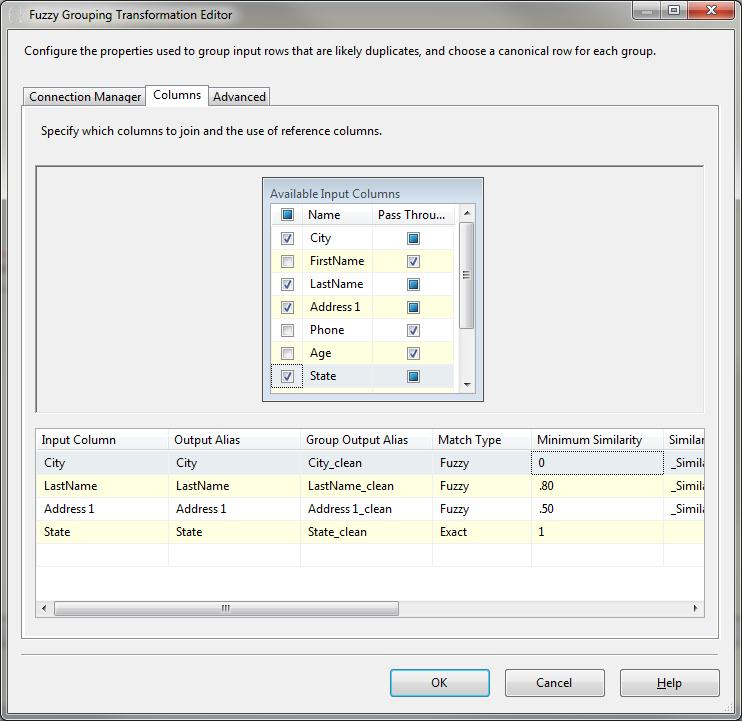 Fuzzy Grouping Transformation Editor
Configure the properties used to group input rows that are likely duplicates, and choose a canonical row for each group.
Connection Manager Columns Advanced
Specify which columns to join and the use of reference columns.
Available Input Columns
Name Pass Throu...
City
FirstName
LastName
Address 1
Phone
Age
State
Input Column Output Alias Group Output Alias Match Type Minimum Similarity Similar
City City City_clean Fuzzy 0 _Simila
LastName LastName LastName_clean Fuzzy .80 _Simila
Address 1 Address 1 Address 1_clean Fuzzy .50 _Simila
State State State_clean Exact 1
OK Cancel Help